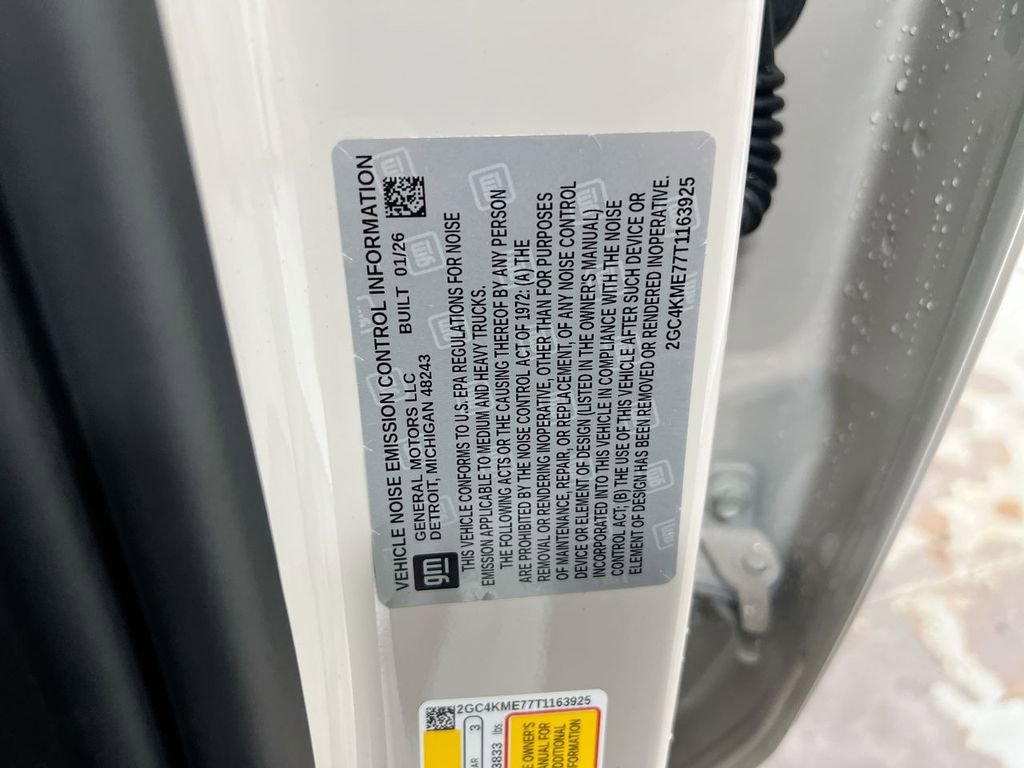 VEHICLE NOISE EMISSION CONTROL INFORMATION
GENERAL MOTORS LLC
DETROIT, MICHIGAN 48243
BUILT 01/26
gm
THIS VEHICLE CONFORMS TO U.S. EPA REGULATIONS FOR NOISE
EMISSION APPLICABLE TO MEDIUM AND HEAVY TRUCKS.
THE FOLLOWING ACTS OR THE CAUSING THEREOF BY ANY PERSON
ARE PROHIBITED BY THE NOISE CONTROL ACT OF 1972: (A) THE
REMOVAL OR RENDERING INOPERATIVE, OTHER THAN FOR PURPOSES
OF MAINTENANCE, REPAIR, OR REPLACEMENT, OF ANY NOISE CONTROL
DEVICE OR ELEMENT OF DESIGN (LISTED IN THE OWNER'S MANUAL)
INCORPORATED INTO THIS VEHICLE IN COMPLIANCE WITH THE NOISE
CONTROL ACT; (B) THE USE OF THIS VEHICLE AFTER SUCH DEVICE OR
ELEMENT OF DESIGN HAS BEEN REMOVED OR RENDERED INOPERATIVE.
2GC4KME77T1163925
2GC4KME77T1163925
3
3833 lbs
OWNER'S
MANUAL FOR